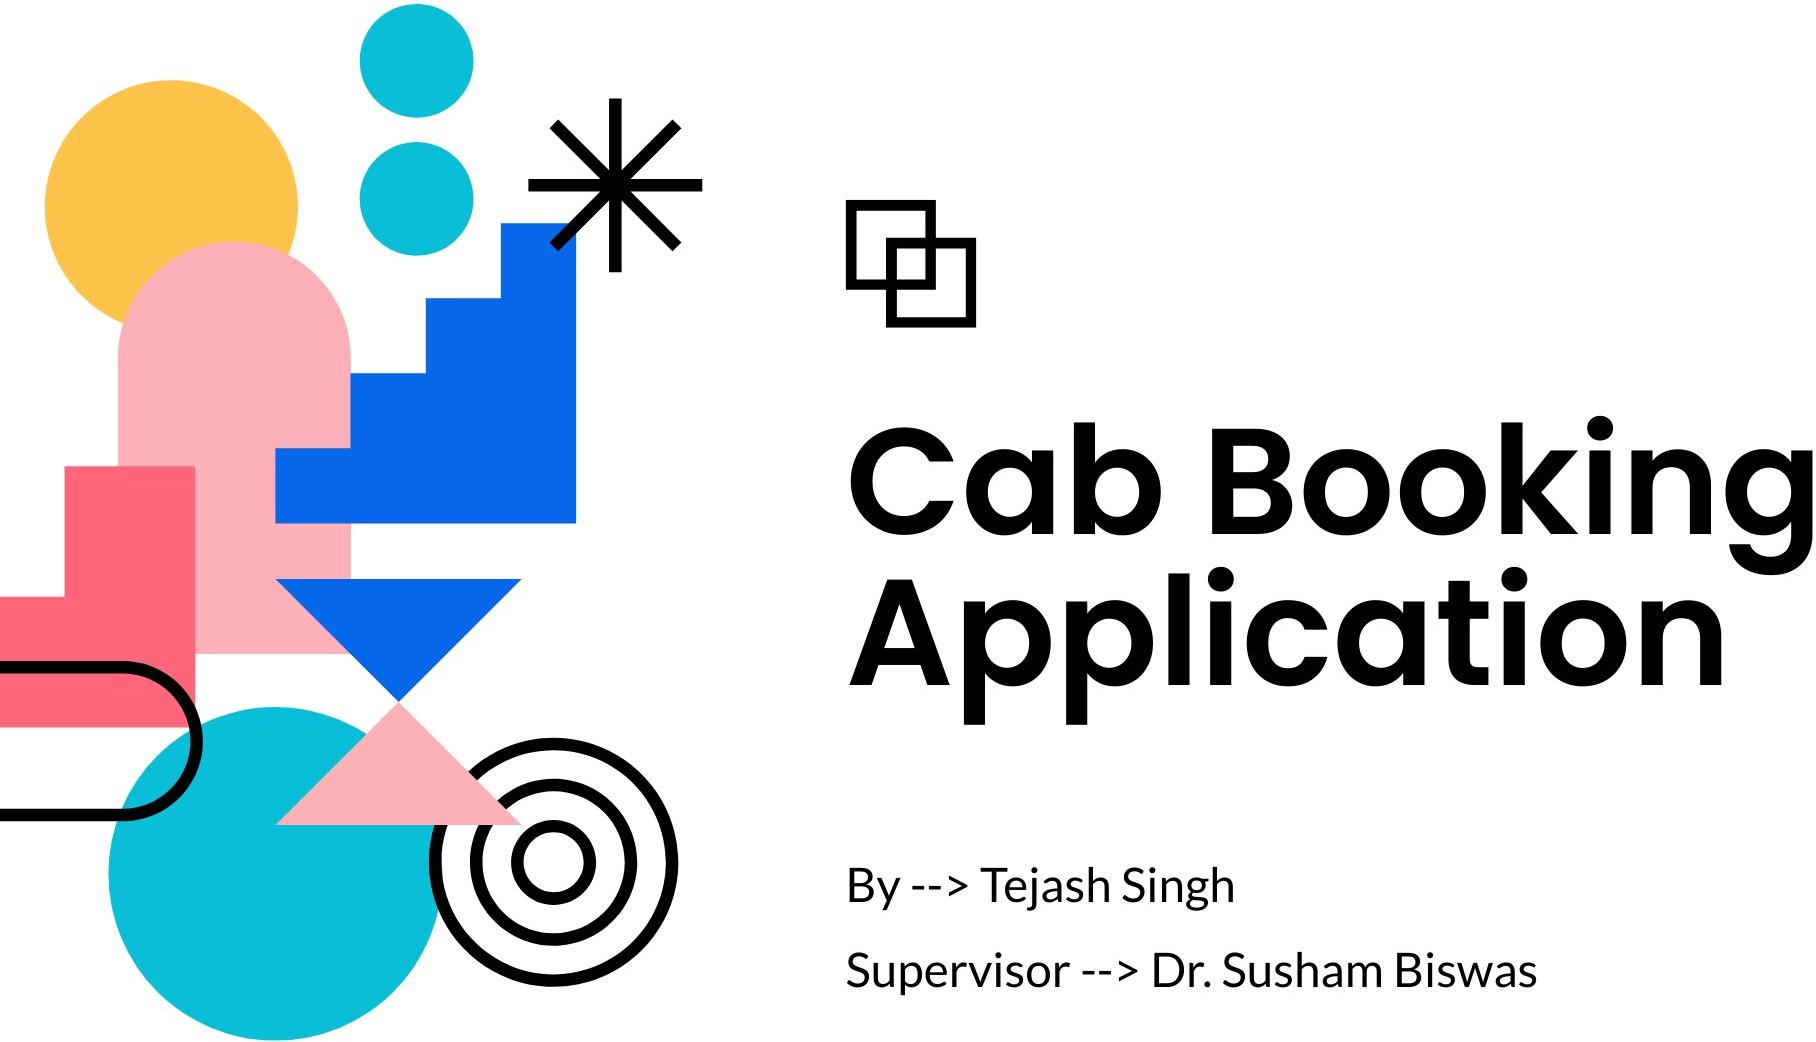 Cab Booking
Application
By --> Tejash Singh
Supervisor --> Dr. Susham Biswas